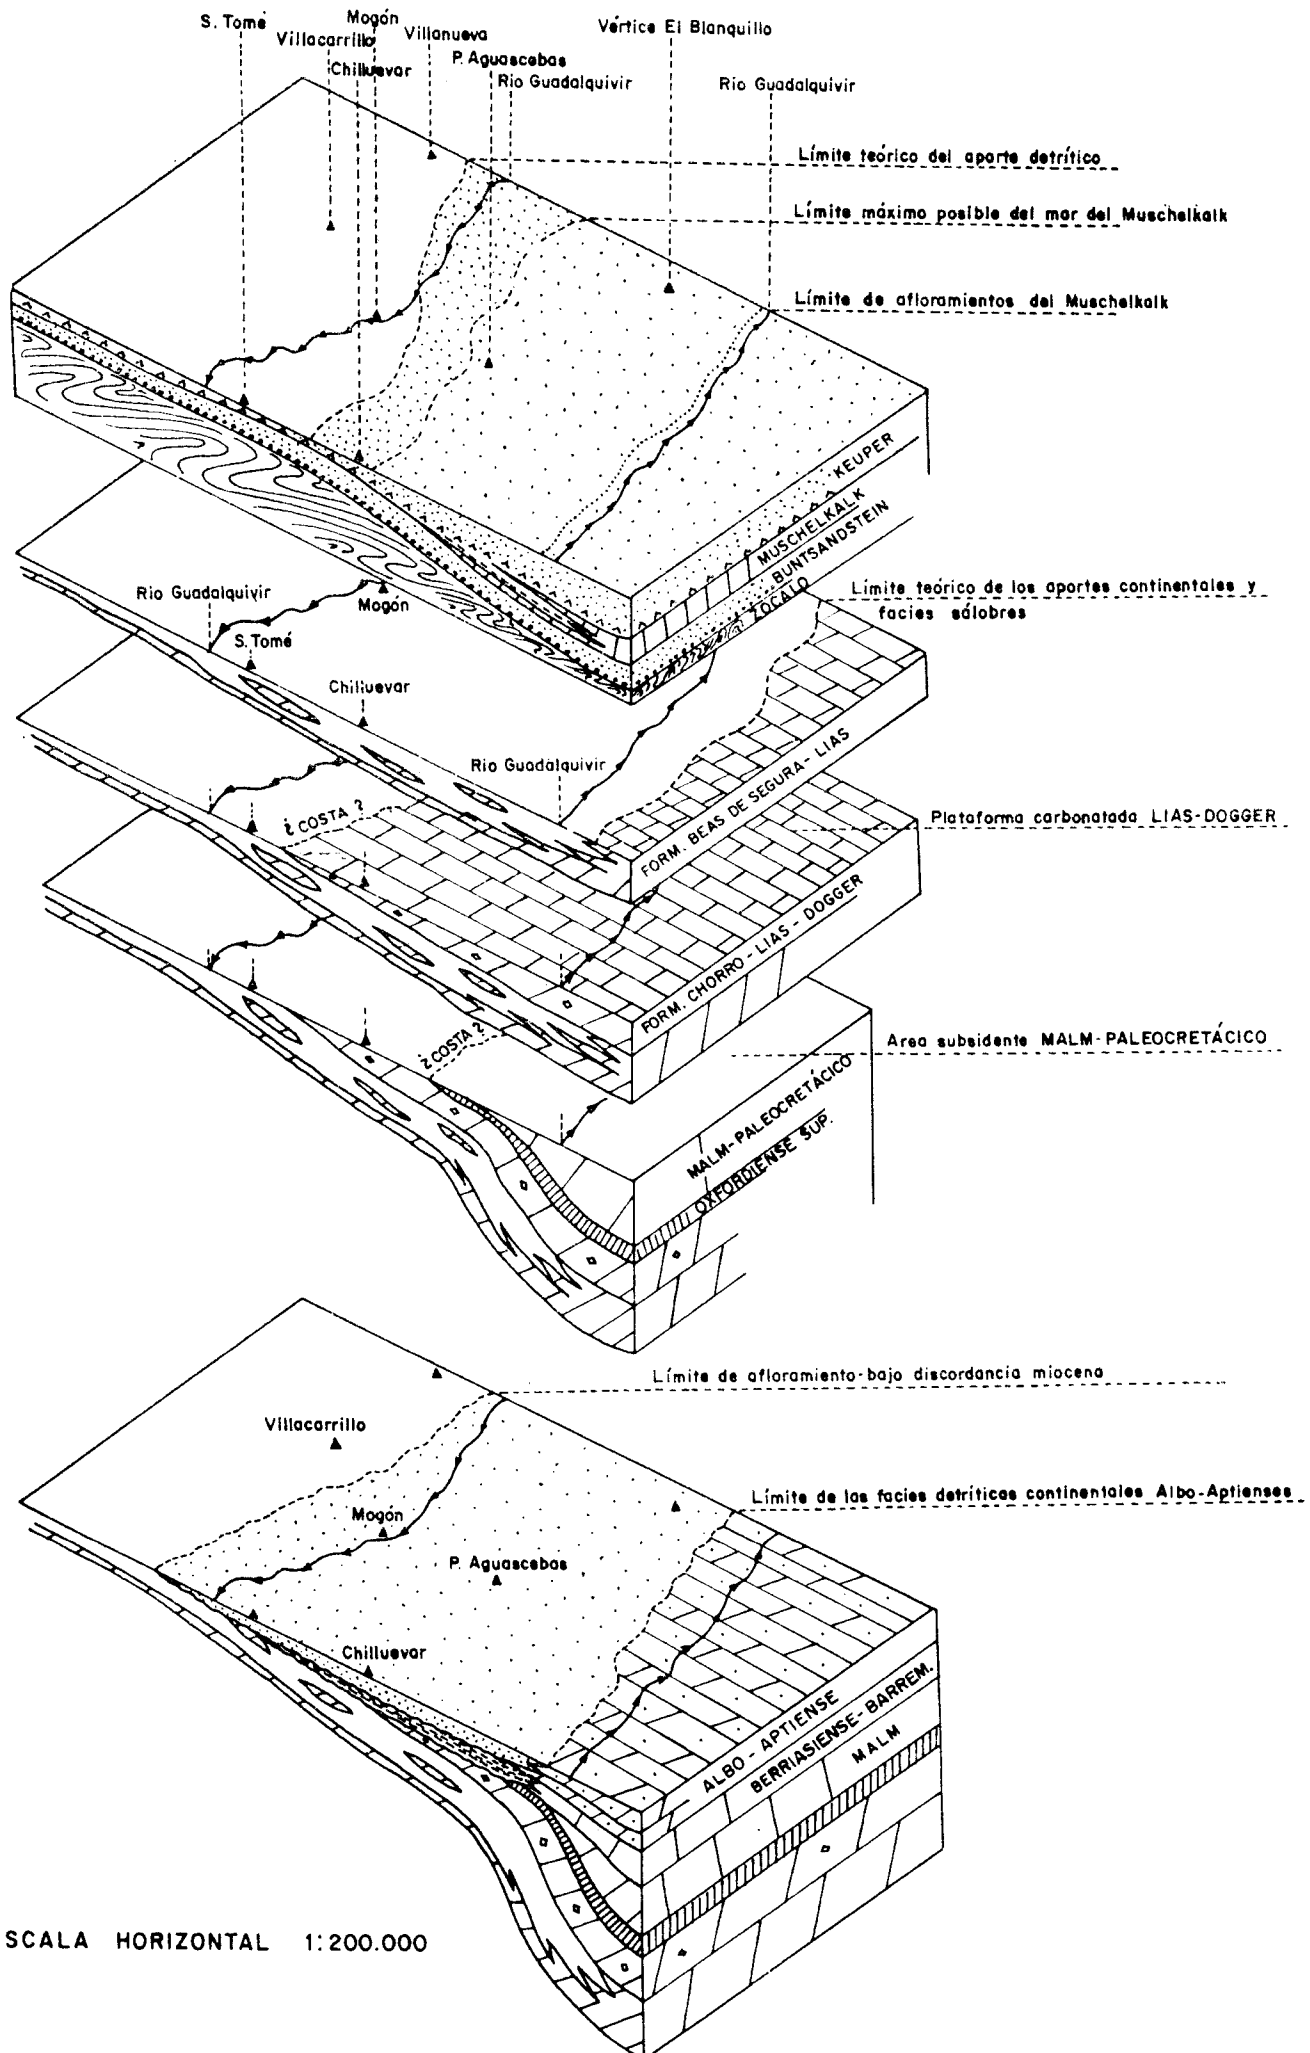 S. Tomé
Villacarrillo
Mogón
Chilluevar
Villanueva
P. Aguascebas
Rio Guadalquivir
Vértice El Blanquillo
Rio Guadalquivir
Límite teórico del aporte detrítico
Límite máximo posible del mar del Muschelkalk
Límite de afloramientos del Muschelkalk
KEUPER
MUSCHELKALK
BUNTSANDSTEIN
ZOCALO
Rio Guadalquivir
Mogón
S. Tomé
Chilluevar
Rio Guadalquivir
Límite teórico de los aportes continentales y
facies sálobres
FORM. BEAS DE SEGURA - LIAS
¿ COSTA ?
Plataforma carbonatada LIAS-DOGGER
FORM. CHORRO - LIAS - DOGGER
¿ COSTA ?
Area subsidente MALM-PALEOCRETÁCICO
MALM-PALEOCRETÁCICO
OXFORDIENSE SUP.
Límite de afloramiento-bajo discordancia miocena
Villacarrillo
Límite de las facies detríticas continentales Albo-Aptienses
Mogón
P. Aguascebas
Chilluevar
ALBO - APTIENSE
BERRIASIENSE - BARREM.
MALM
SCALA HORIZONTAL 1:200.000